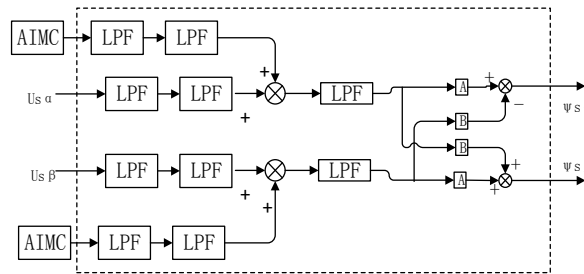 AIMC LPF LPF
+
Us α LPF LPF + LPF A + ψs
−
B
B
+
Us β LPF LPF + LPF A + ψs
+
AIMC LPF LPF